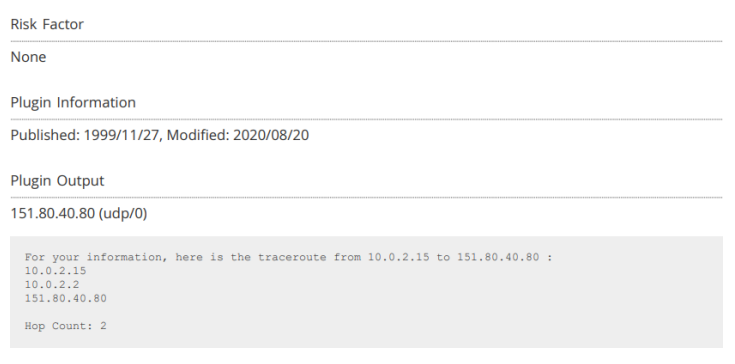 Risk Factor
None
Plugin Information
Published: 1999/11/27, Modified: 2020/08/20
Plugin Output
151.80.40.80 (udp/0)
For your information, here is the traceroute from 10.0.2.15 to 151.80.40.80 :
10.0.2.15
10.0.2.2
151.80.40.80
Hop Count: 2